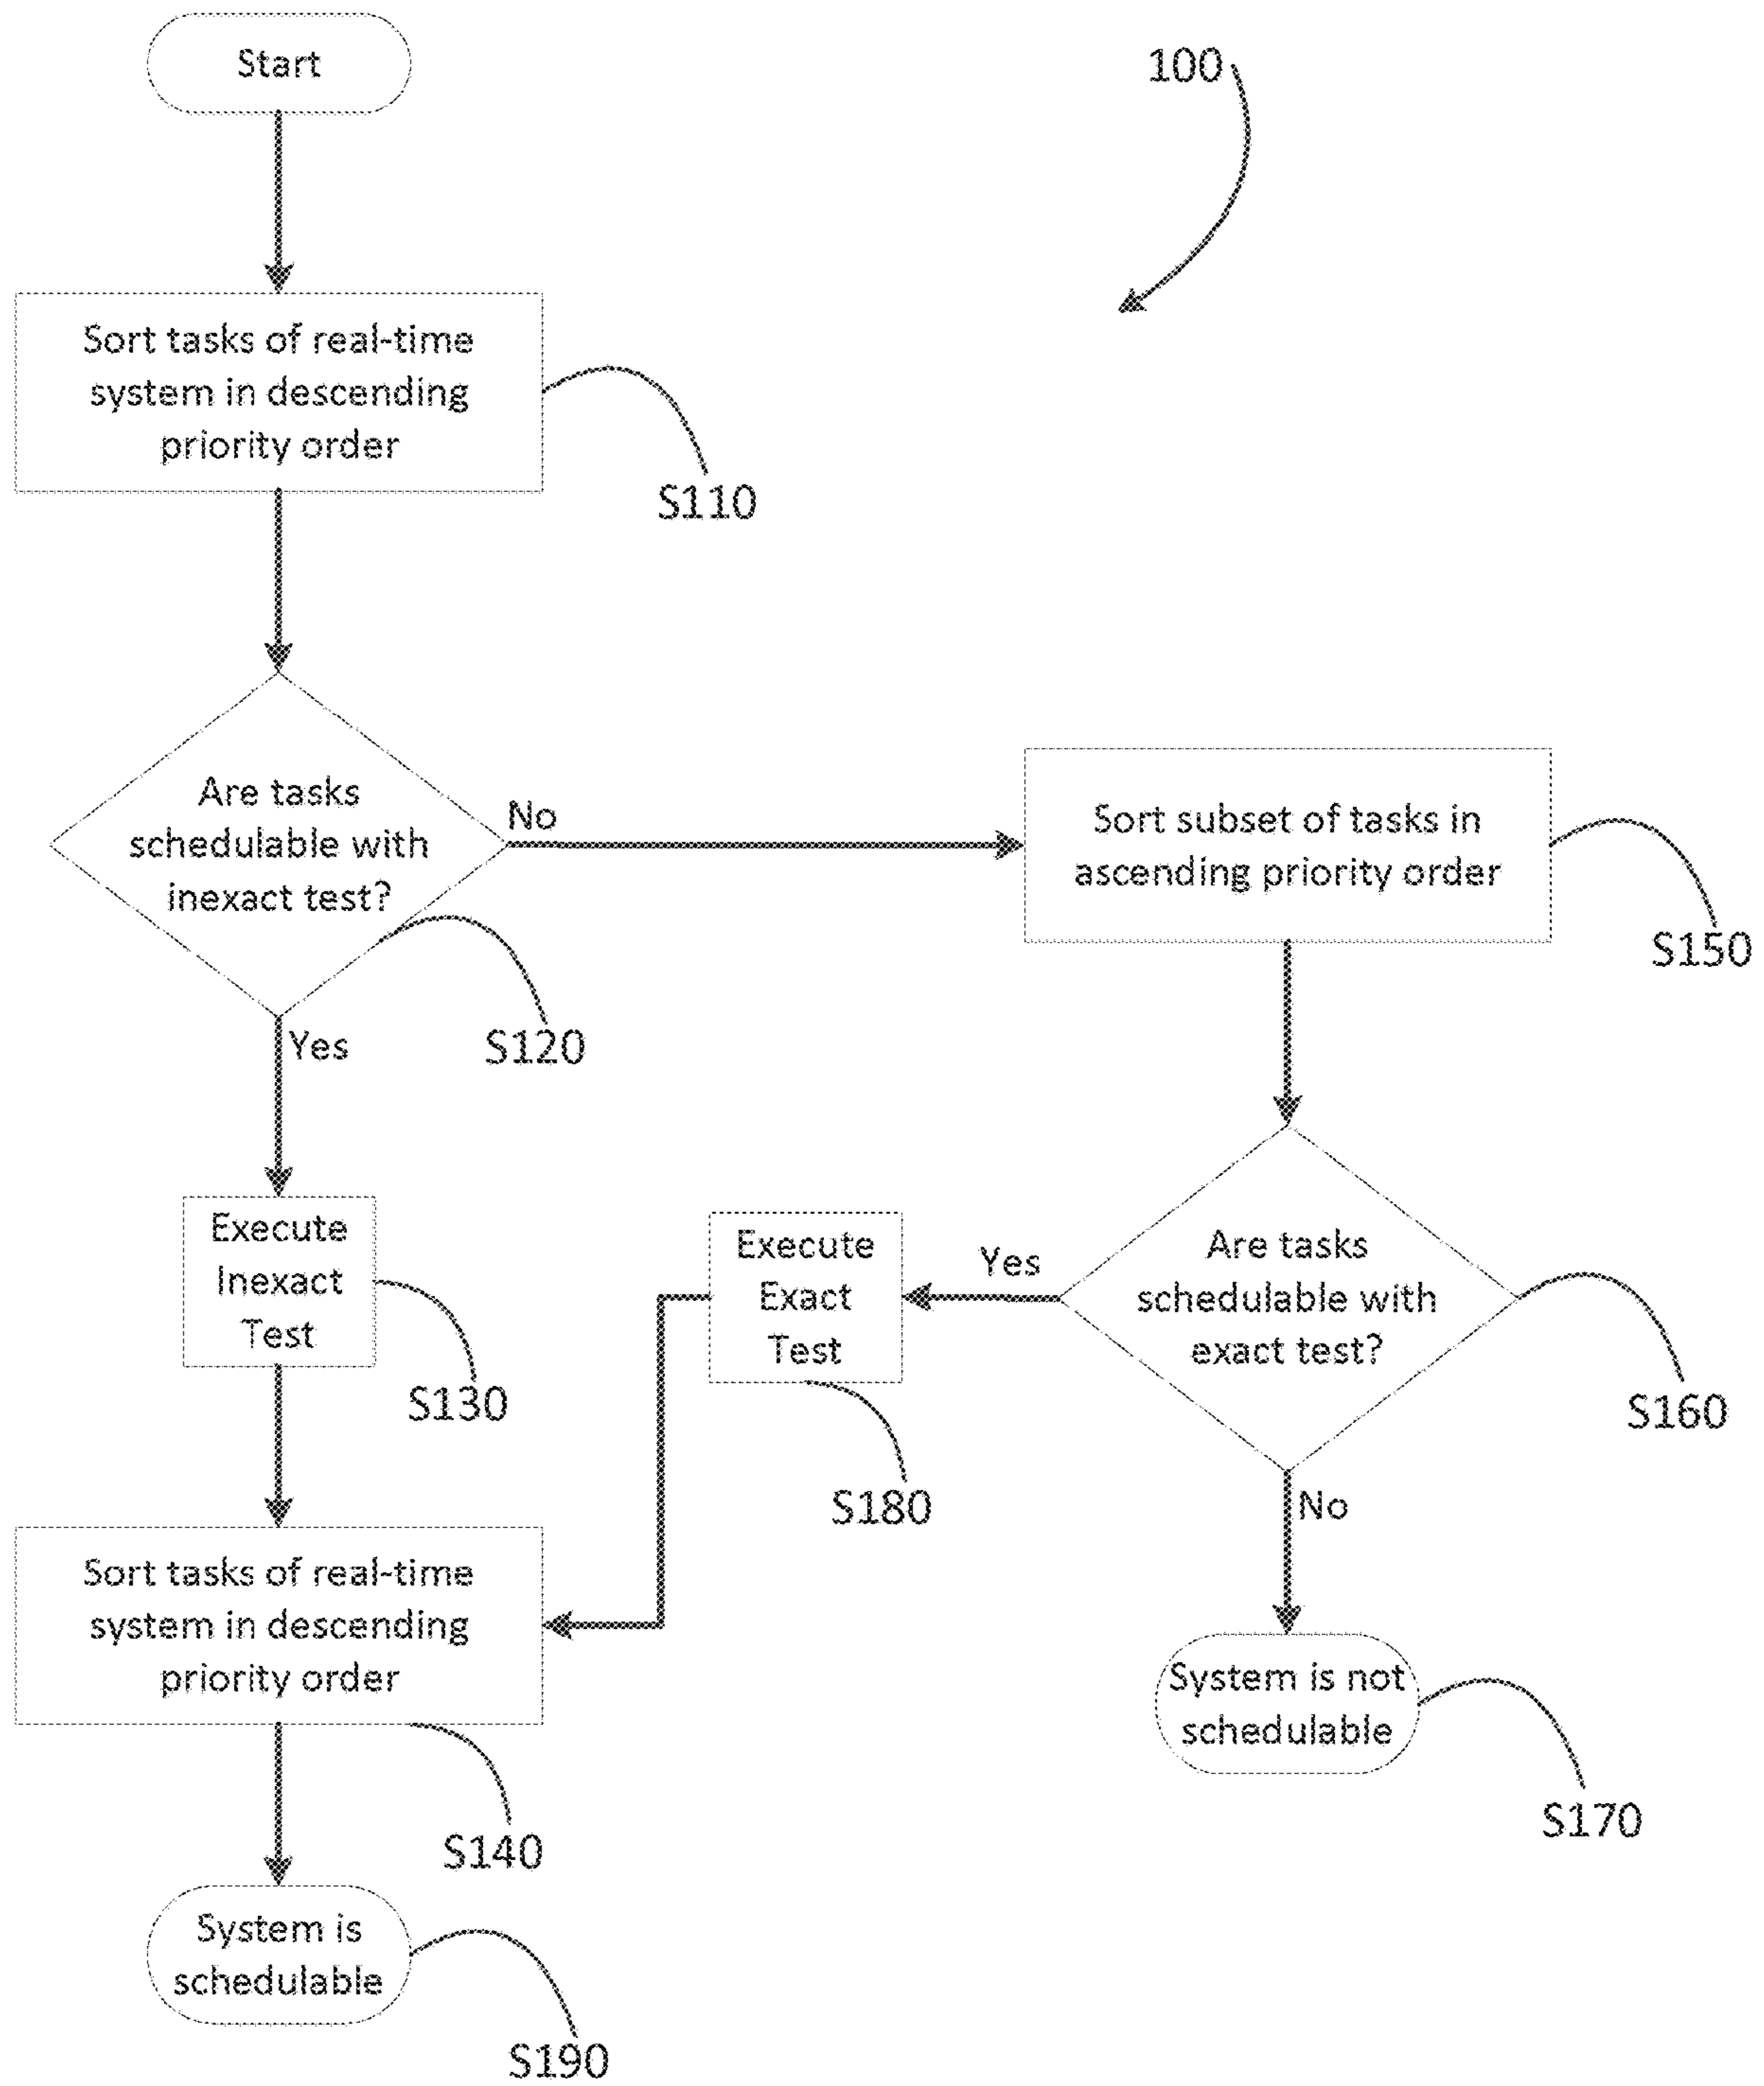 Start
100
Sort tasks of real-time
system in descending
priority order
S110
Are tasks
schedulable with
inexact test?
No
S120
Yes
Sort subset of tasks in
ascending priority order
S150
Execute
Inexact
Test
S130
Execute
Exact
Test
S180
Yes
Are tasks
schedulable with
exact test?
S160
No
Sort tasks of real-time
system in descending
priority order
S140
System is not
schedulable
S170
System is
schedulable
S190